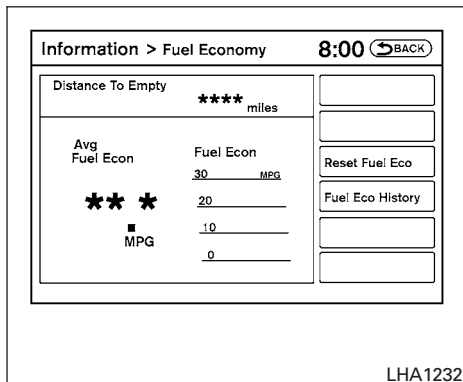 Information > Fuel Economy 8:00 BACK
Distance To Empty
**** miles
Avg
Fuel Econ
** *
.
MPG
Fuel Econ
30 MPG
20
10
0
Reset Fuel Eco
Fuel Eco History
LHA1232